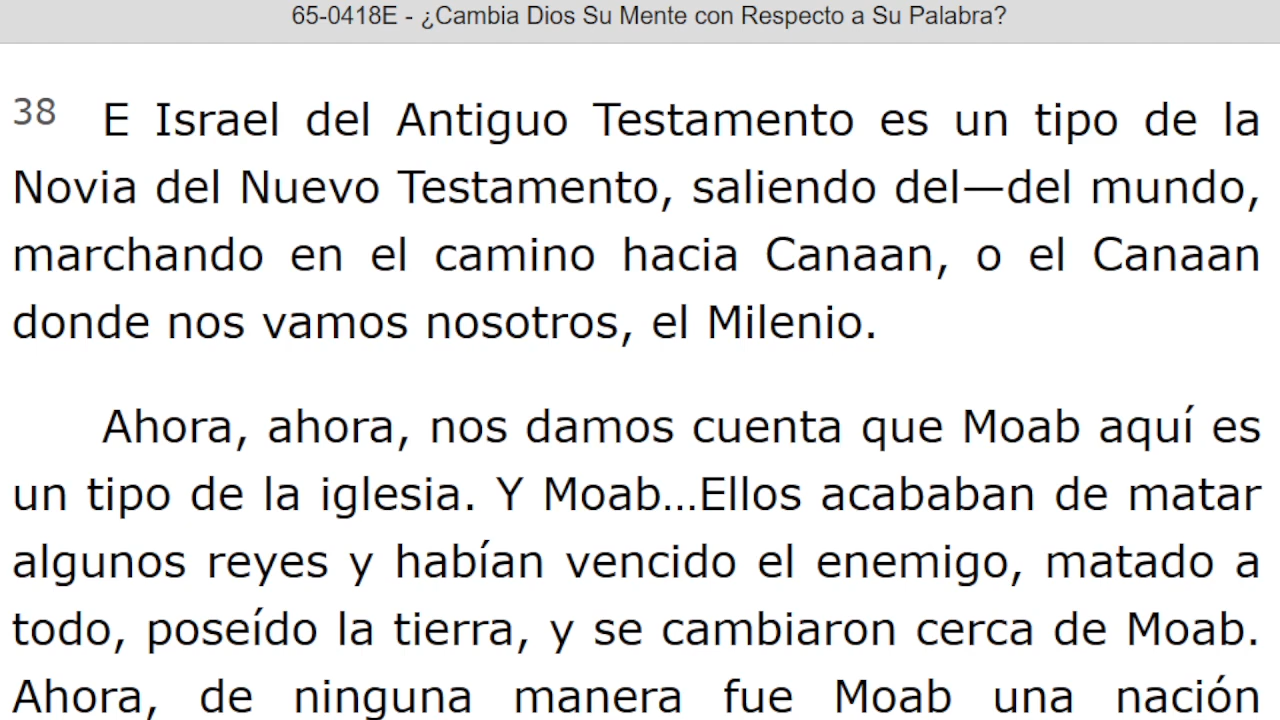 65-0418E - ¿Cambia Dios Su Mente con Respecto a Su Palabra?
38 E Israel del Antiguo Testamento es un tipo de la
Novia del Nuevo Testamento, saliendo del—del mundo,
marchando en el camino hacia Canaan, o el Canaan
donde nos vamos nosotros, el Milenio.
Ahora, ahora, nos damos cuenta que Moab aquí es
un tipo de la iglesia. Y Moab...Ellos acababan de matar
algunos reyes y habían vencido el enemigo, matado a
todo, poseído la tierra, y se cambiaron cerca de Moab.
Ahora, de ninguna manera fue Moab una nación